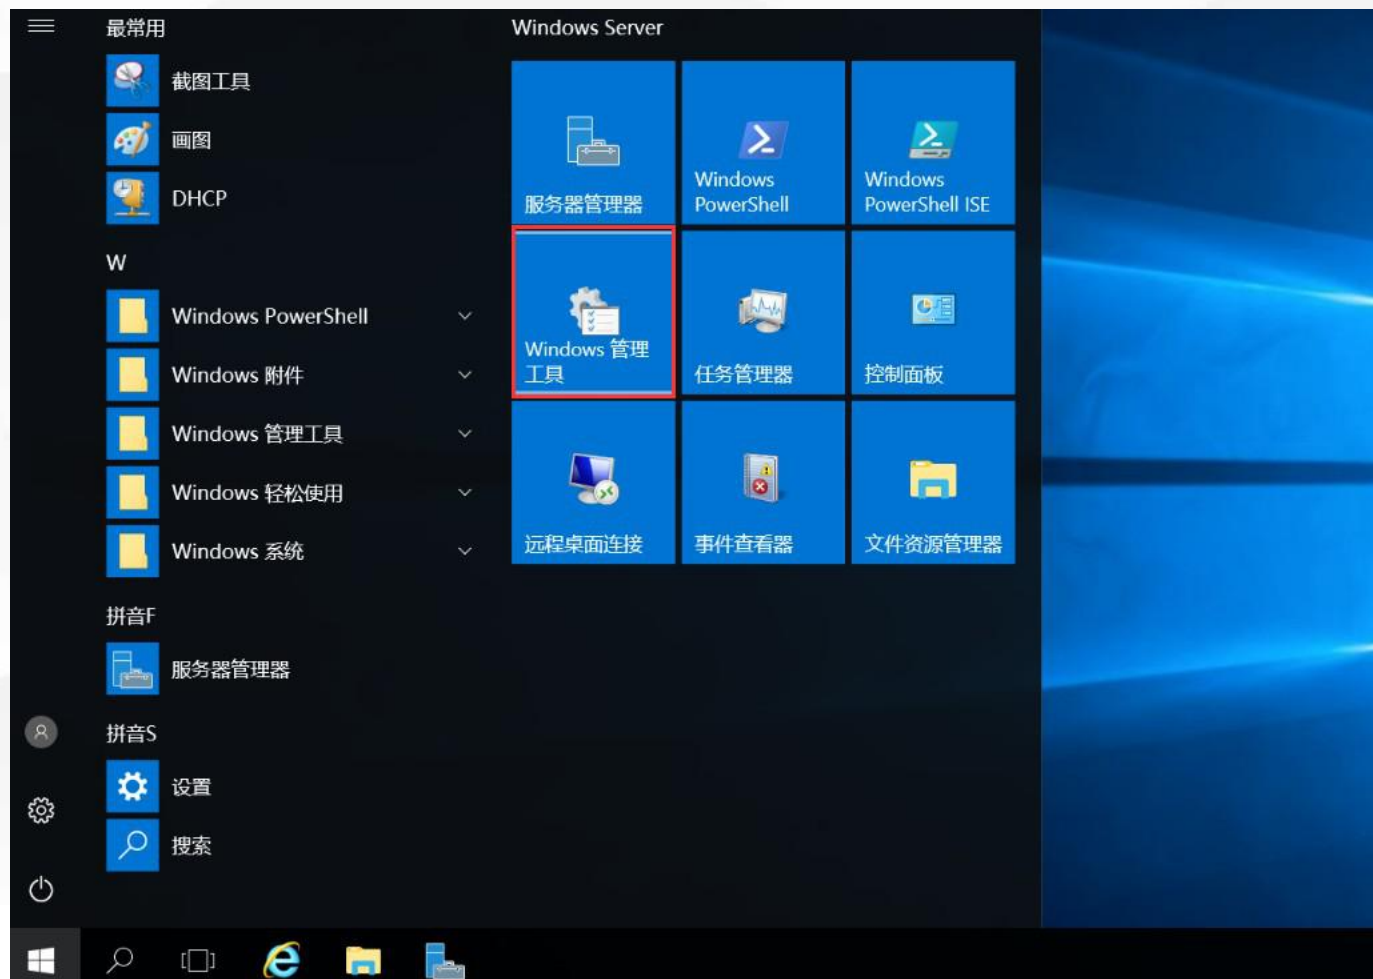 最常用
截图工具
画图
DHCP
W
Windows PowerShell
Windows 附件
Windows 管理工具
Windows 轻松使用
Windows 系统
拼音F
服务器管理器
拼音S
设置
搜索
Windows Server
服务器管理器
Windows
PowerShell
Windows
PowerShell ISE
Windows 管理
工具
任务管理器
控制面板
远程桌面连接
事件查看器
文件资源管理器